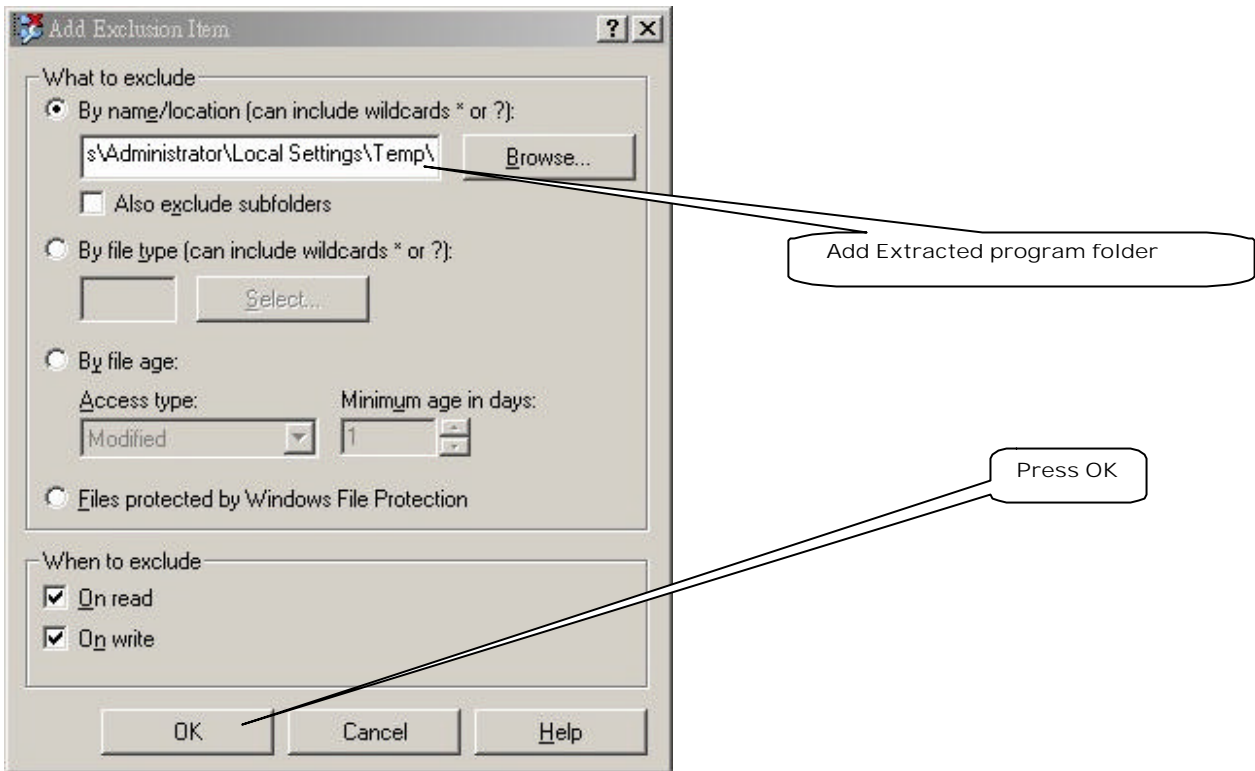 Add Exclusion Item
What to exclude
By name/location (can include wildcards * or ?):
s\Administrator\Local Settings\Temp\
Browse...
Also exclude subfolders
Add Extracted program folder
By file type (can include wildcards * or ?):
Select...
By file age:
Access type:
Minimum age in days:
Modified
1
Press OK
Files protected by Windows File Protection
When to exclude
On read
On write
OK
Cancel
Help